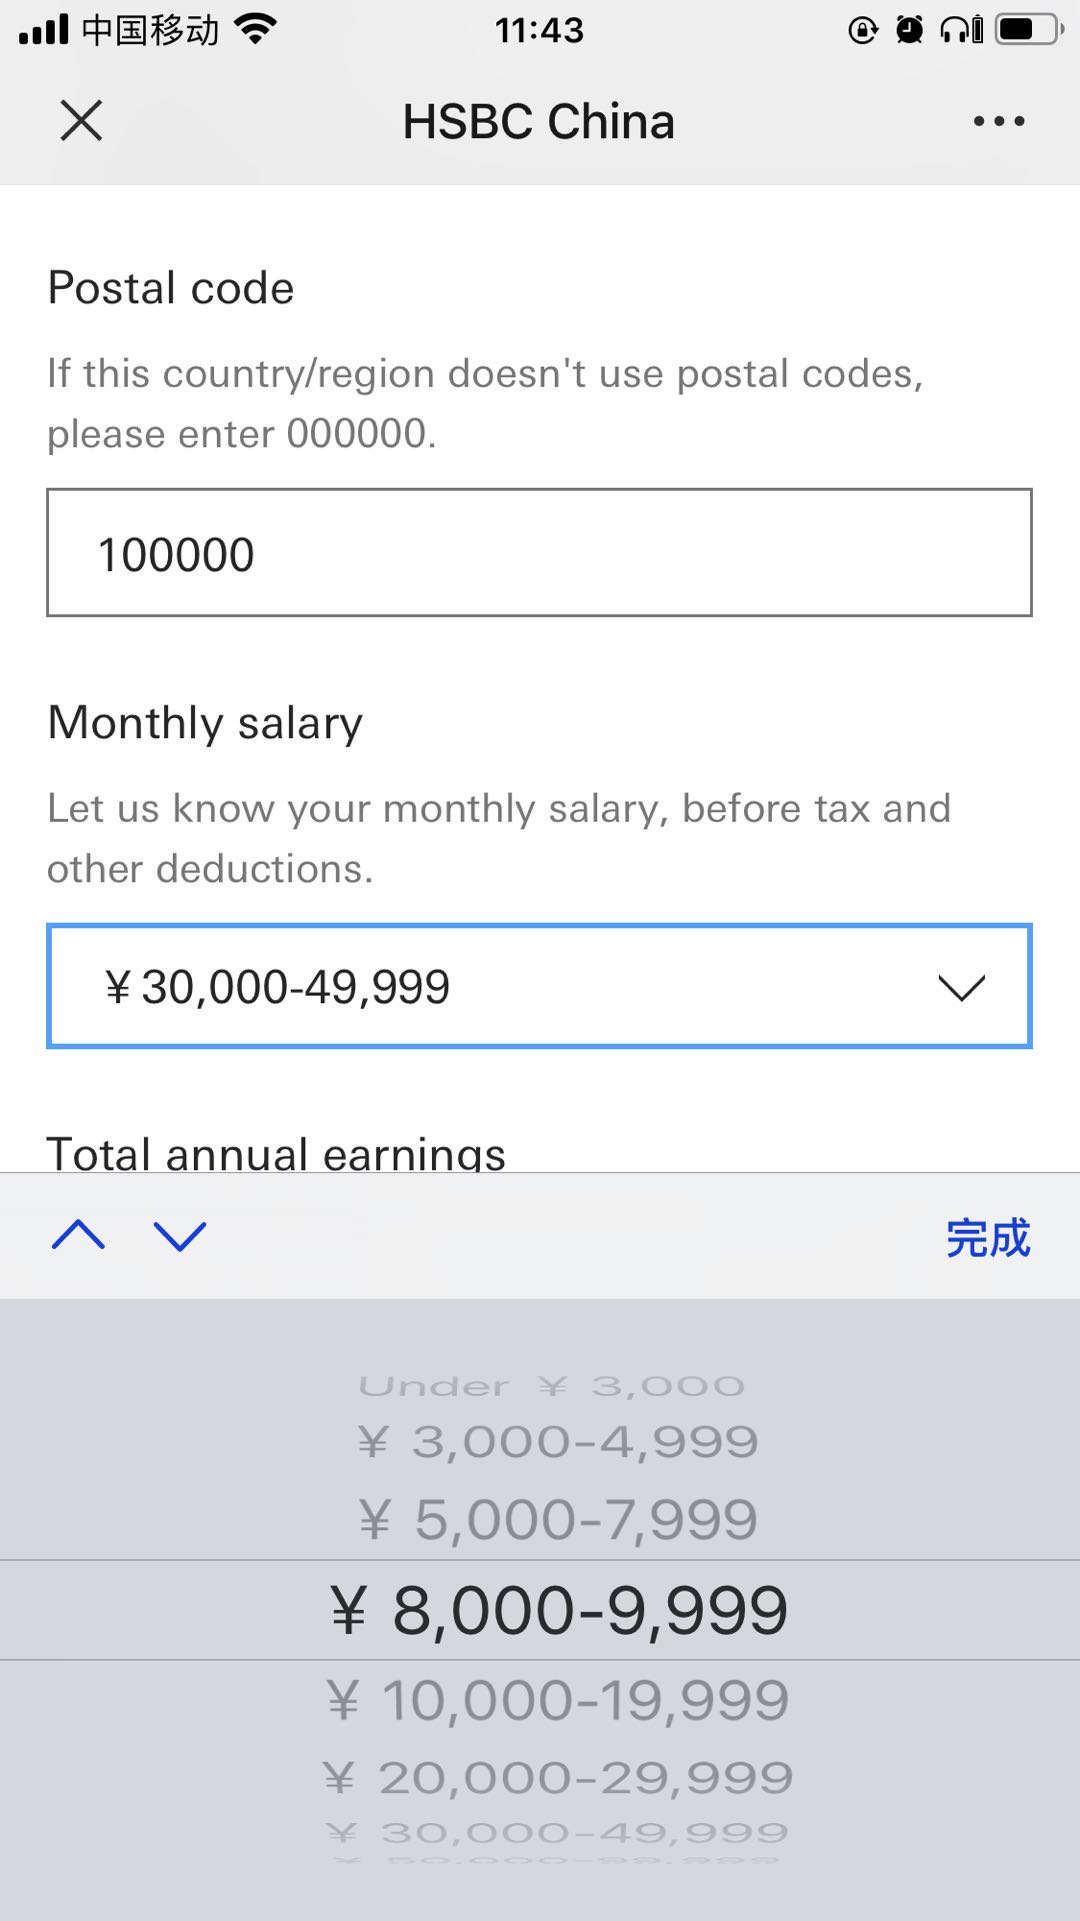 中国移动
11:43
HSBC China
Postal code
If this country/region doesn't use postal codes,
please enter 000000.
100000
Monthly salary
Let us know your monthly salary, before tax and
other deductions.
¥ 30,000-49,999
Total annual earnings
完成
Under ¥ 3,000
¥ 3,000-4,999
¥ 5,000-7,999
¥ 8,000-9,999
¥ 10,000-19,999
¥ 20,000-29,999
¥ 30,000-49,999